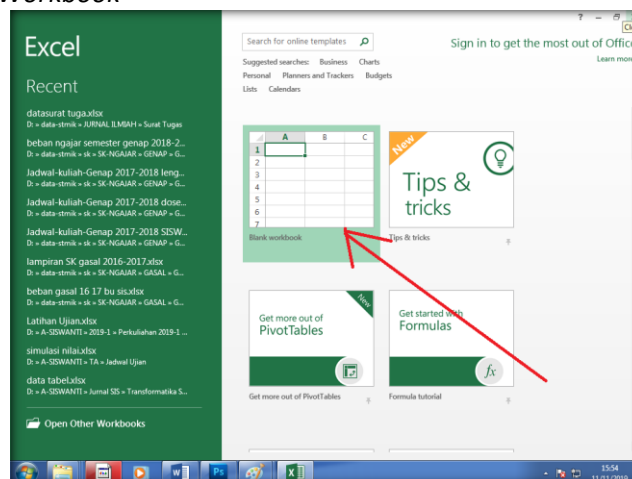 Workbook
?
Excel
Search for online templates
Sign in to get the most out of Offic
Learn mor
Suggested searches: Business Charts
Personal Planners and Trackers Budgets
Lists Calendars
Recent
datasurat tuga.xlsx
D: » data-stmik » JURNAL ILMIAH » Surat Tugas
beban ngajar semester genap 2018-2...
D: » data-stmik » sk » SK-NGAJAR » GENAP » G...
Jadwal-kuliah-Genap 2017-2018 leng...
D: » data-stmik » sk » SK-NGAJAR » GENAP » G...
Jadwal-kuliah-Genap 2017-2018 dose...
D: » data-stmik » sk » SK-NGAJAR » GENAP » G...
Jadwal-kuliah-Genap 2017-2018 SISW...
D: » data-stmik » sk » SK-NGAJAR » GENAP » G...
lampiran SK gasal 2016-2017.xlsx
D: » data-stmik » sk » SK-NGAJAR » GASAL » G...
beban gasal 16 17 bu sis.xlsx
D: » data-stmik » sk » SK-NGAJAR » GASAL » G...
Latihan Ujian.xlsx
D: » A-SISWANTI » 2019-1 » Perkuliahan 2019-1 ...
simulasi nilai.xlsx
D: » A-SISWANTI » TA » Jadwal Ujian
data tabel.xlsx
D: » A-SISWANTI » Jurnal SIS » Transformatika S...
Open Other Workbooks
A B C
1
2
3
4
5
6
7
Blank workbook
New
Tips &
tricks
Tips & tricks
New
Get more out of
PivotTables
Get more out of PivotTables
Get started with
Formulas
fx
Formula tutorial
W
Ps
X
15:54
11/11/2019